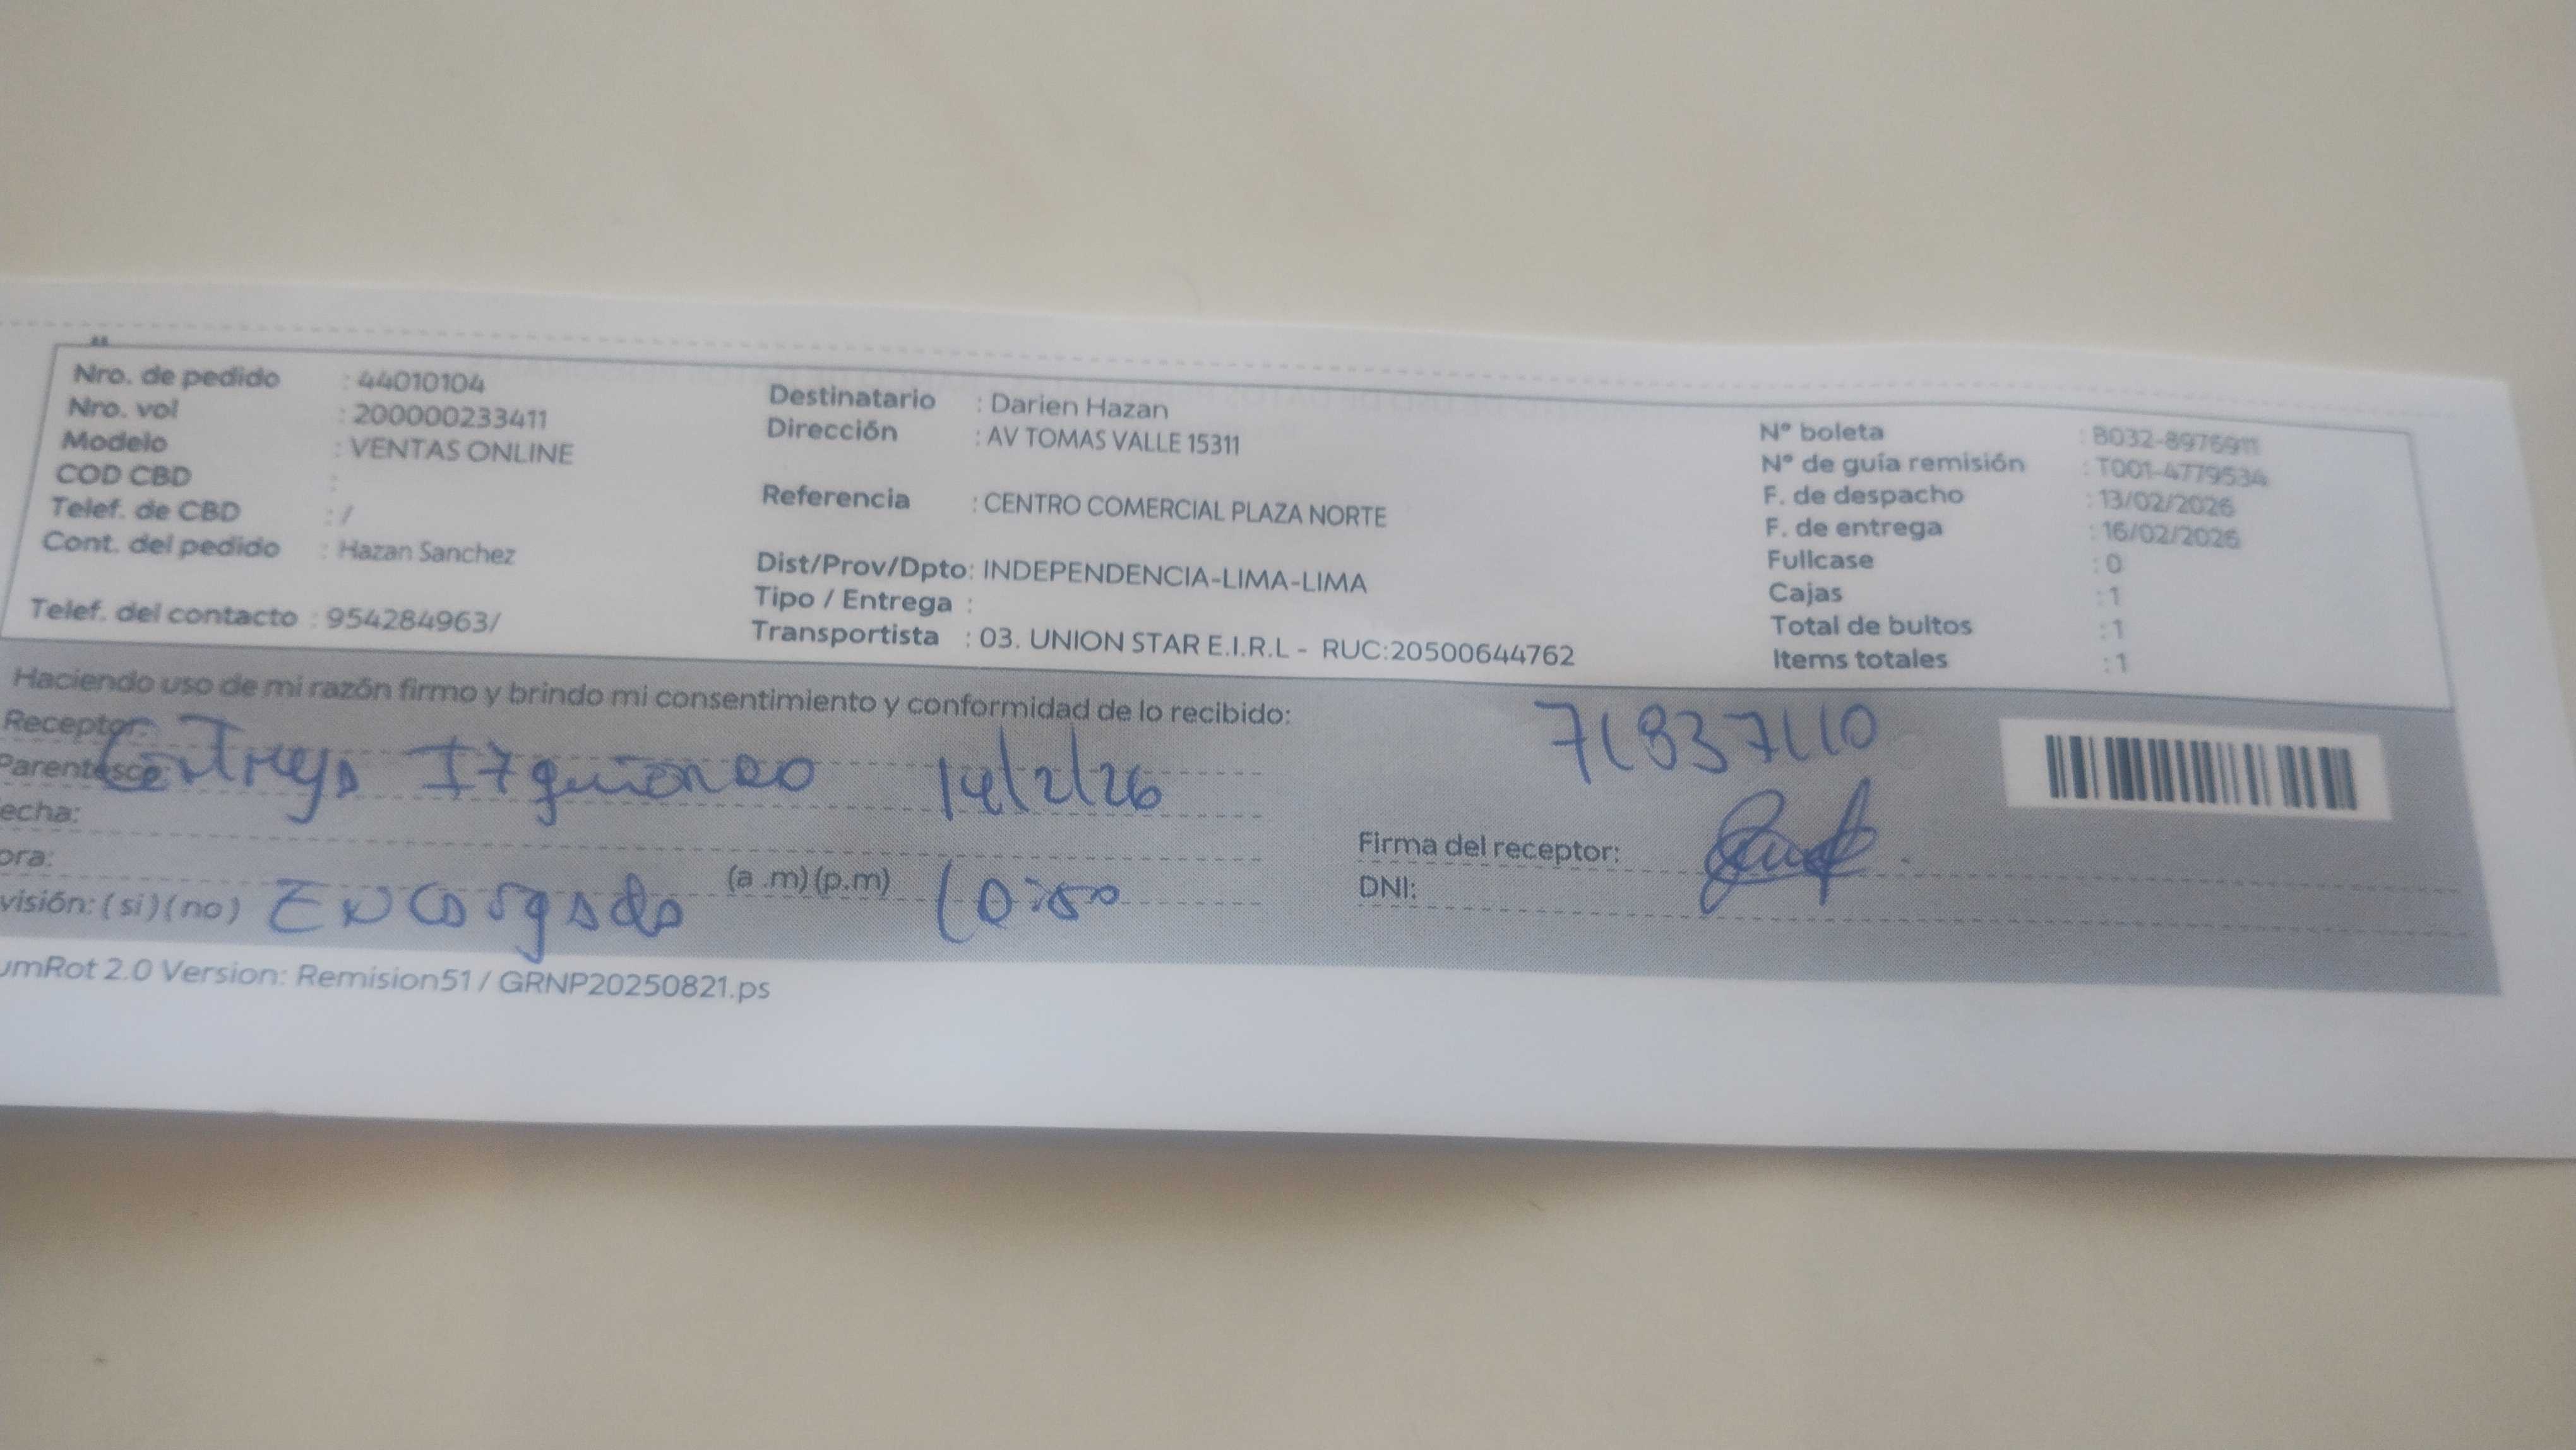 Nro. de pedido : 44010104
Nro. vol : 200000233411
Modelo : VENTAS ONLINE
COD CBD :
Telef. de CBD : /
Cont. del pedido : Hazan Sanchez
Telef. del contacto : 954284963/
Destinatario : Darien Hazan
Dirección : AV TOMAS VALLE 15311
Referencia : CENTRO COMERCIAL PLAZA NORTE
Dist/Prov/Dpto: INDEPENDENCIA-LIMA-LIMA
Tipo / Entrega :
Transportista : 03. UNION STAR E.I.R.L - RUC:20500644762
N° boleta : B032-8976911
N° de guía remisión : T001-4779534
F. de despacho : 13/02/2026
F. de entrega : 16/02/2026
Fullcase : 0
Cajas : 1
Total de bultos : 1
Items totales : 1
Haciendo uso de mi razón firmo y brindo mi consentimiento y conformidad de lo recibido:
Receptor:
Parentesco: 14/2/26
echa:
ora: (a .m) (p.m) 10:50
visión: ( si ) ( no ) Encargado
71837110
Firma del receptor:
DNI:
umRot 2.0 Version: Remision51 / GRNP20250821.ps